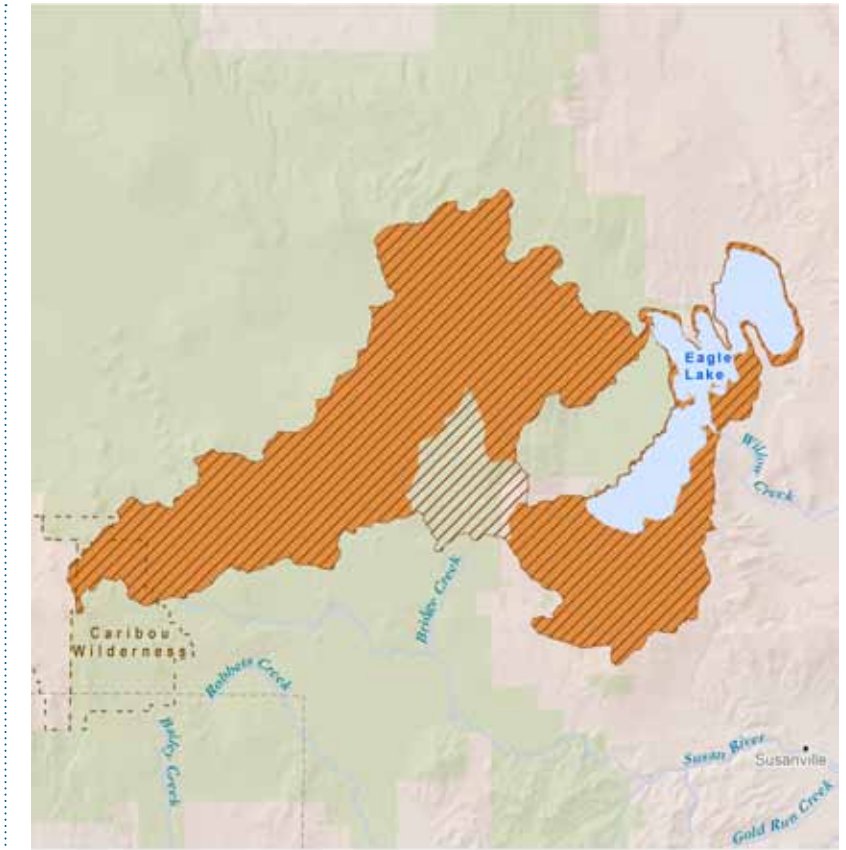 Eagle
Lake
Willow
Creek
Bridge Creek
Caribou
Wilderness
Robbers Creek
Bailey Creek
Susan River
Susanville
Gold Run Creek